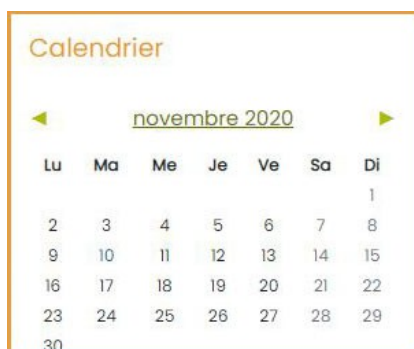 Calendrier
◄ novembre 2020 ►
Lu Ma Me Je Ve Sa Di
1
2 3 4 5 6 7 8
9 10 11 12 13 14 15
16 17 18 19 20 21 22
23 24 25 26 27 28 29
30